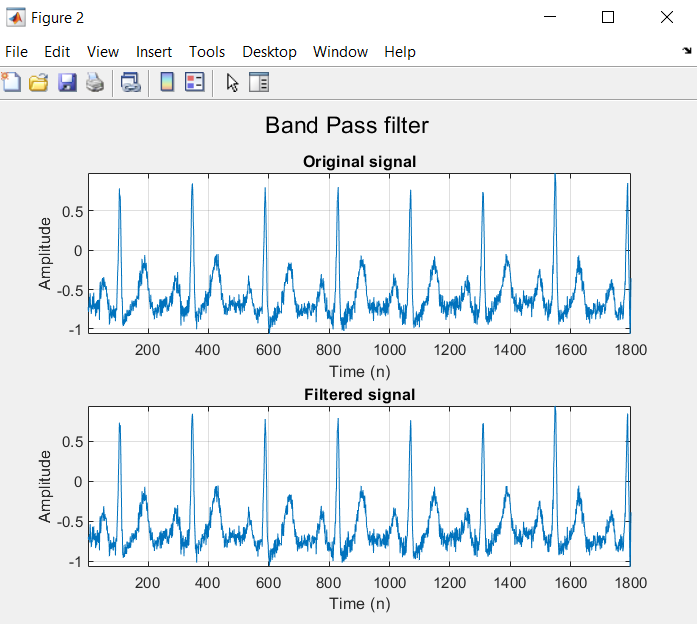 Figure 2
File Edit View Insert Tools Desktop Window Help
Band Pass filter
Original signal
Amplitude
0.5
0
-0.5
-1
200 400 600 800 1000 1200 1400 1600 1800
Time (n)
Filtered signal
Amplitude
0.5
0
-0.5
-1
200 400 600 800 1000 1200 1400 1600 1800
Time (n)